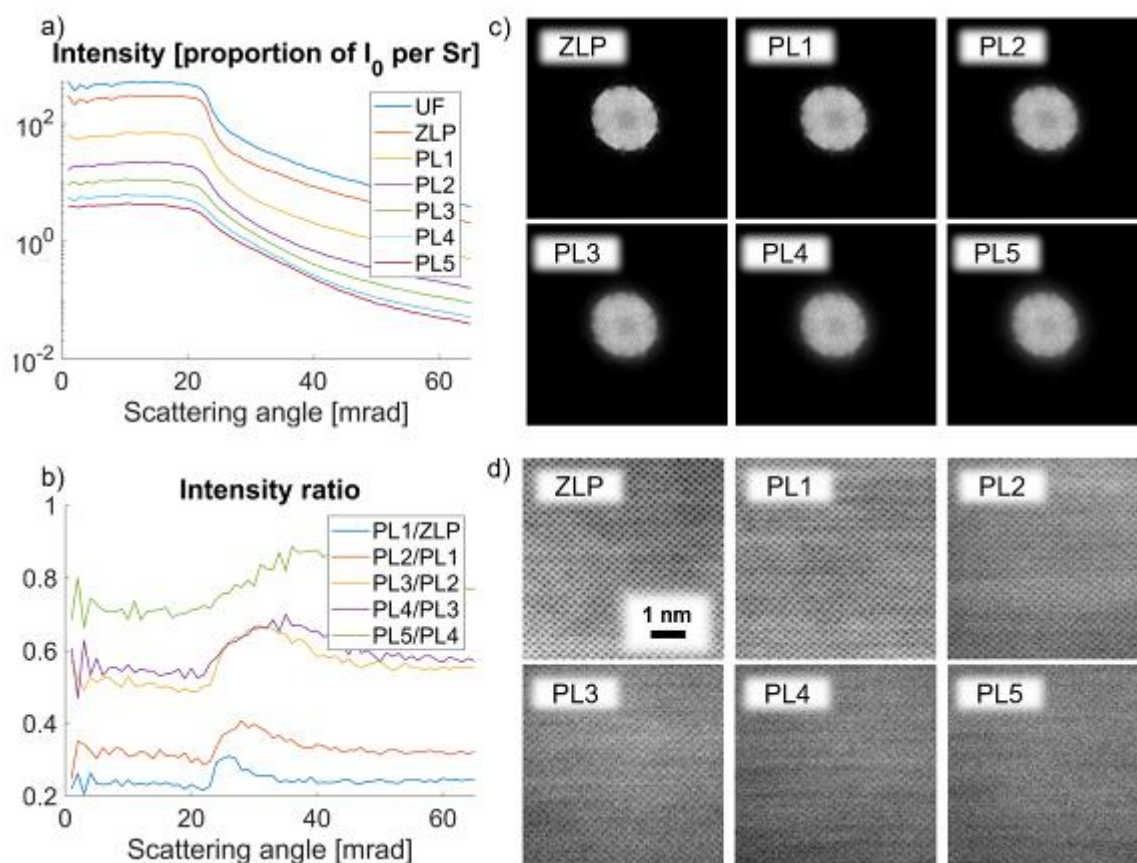 a)
Intensity [proportion of I0 per Sr]
10^2
10^0
10^-2
UF
ZLP
PL1
PL2
PL3
PL4
PL5
0 20 40 60
Scattering angle [mrad]
b)
Intensity ratio
1
0.8
0.6
0.4
0.2
PL1/ZLP
PL2/PL1
PL3/PL2
PL4/PL3
PL5/PL4
0 20 40 60
Scattering angle [mrad]
c)
ZLP PL1 PL2
PL3 PL4 PL5
d)
ZLP PL1 PL2
1 nm
PL3 PL4 PL5